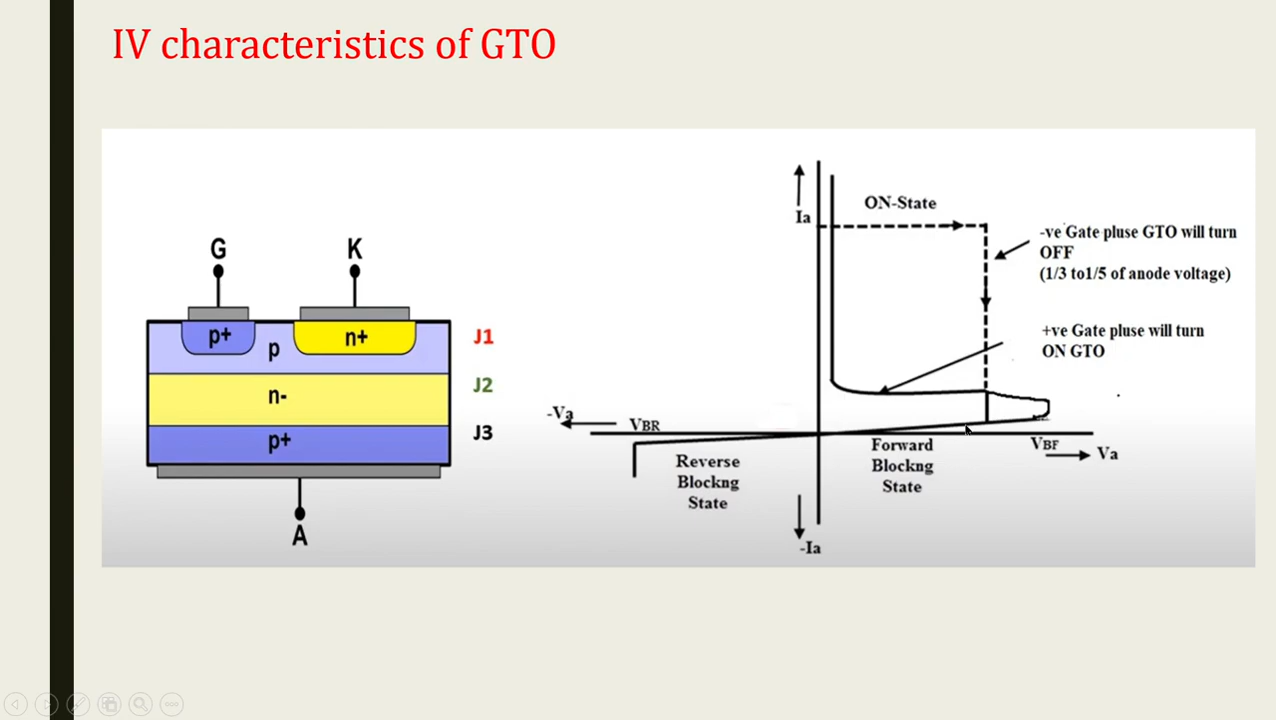 IV characteristics of GTO
G
K
p+
n+
p
n-
p+
A
J1
J2
J3
Ia
ON-State
-ve Gate pluse GTO will turn
OFF
(1/3 to1/5 of anode voltage)
+ve Gate pluse will turn
ON GTO
-Va
VBR
VBF
Va
Reverse
Blockng
State
Forward
Blockng
State
-Ia